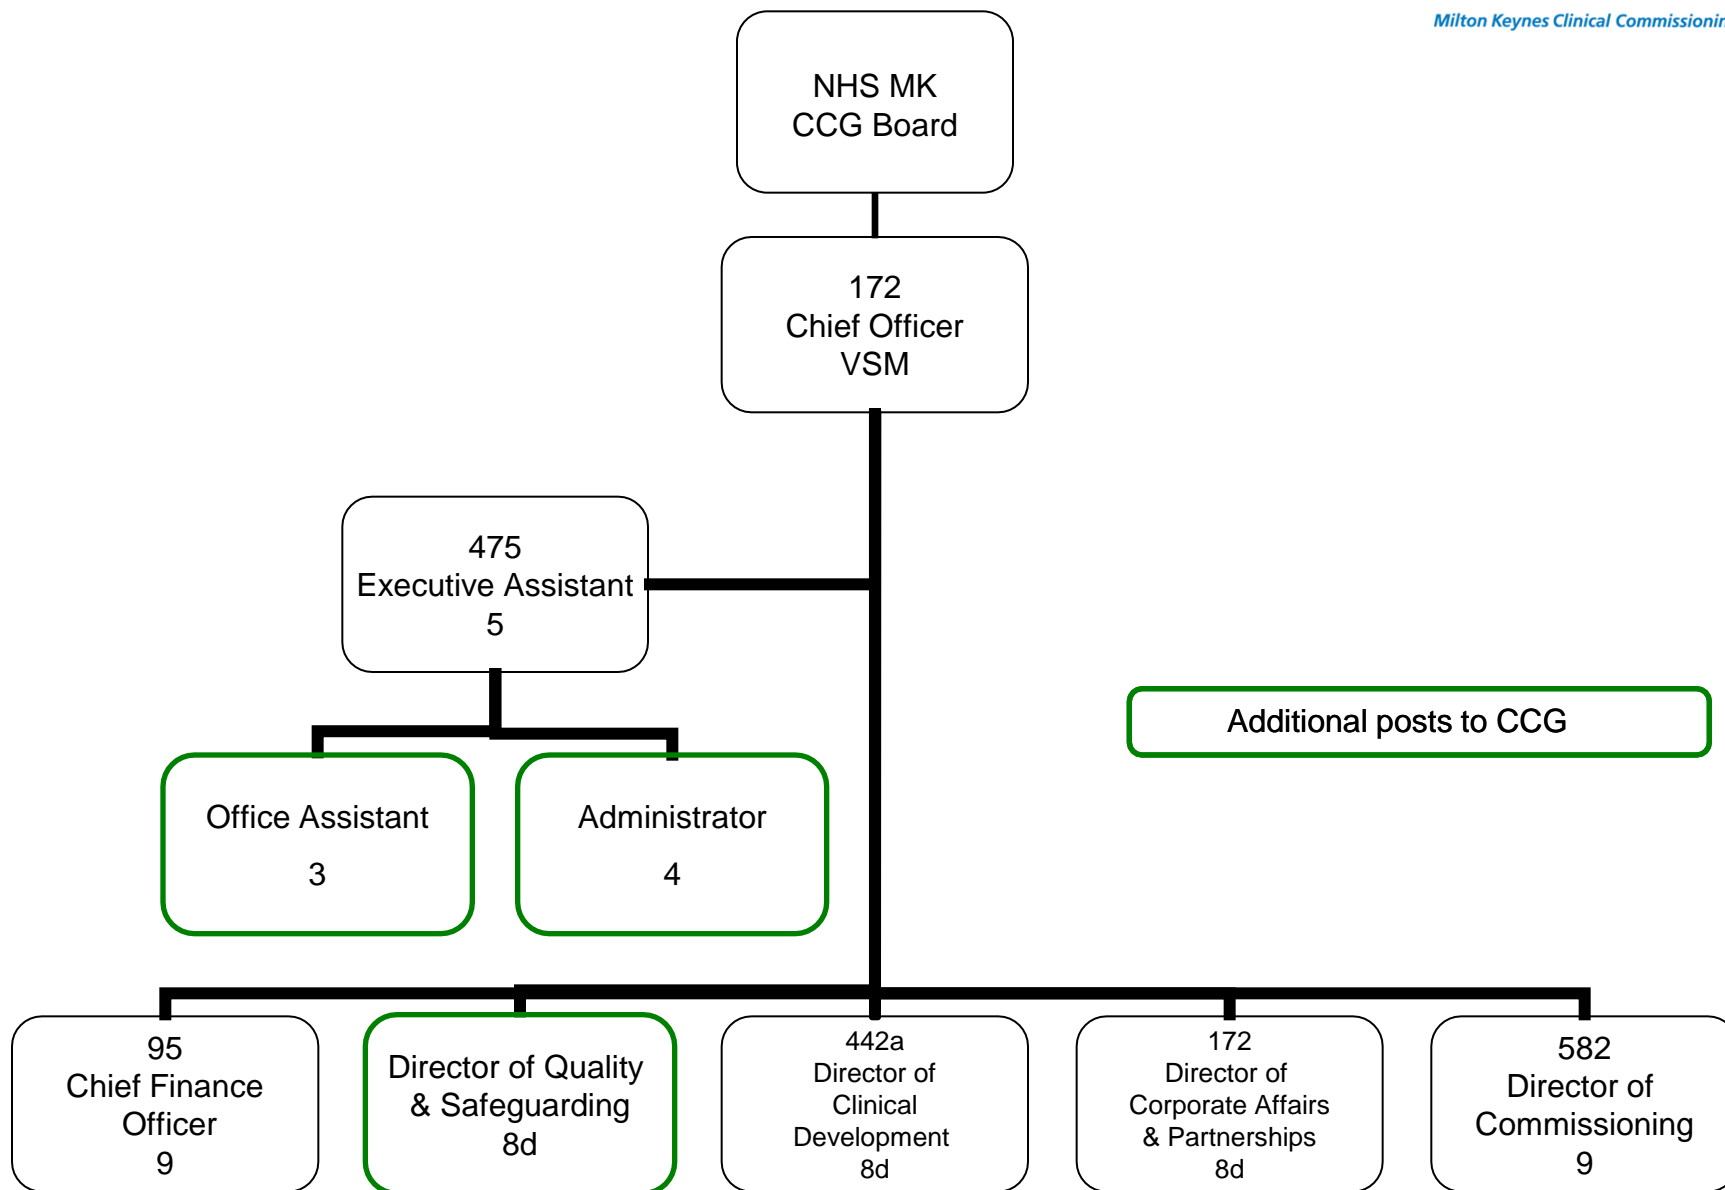 Milton Keynes Clinical Commissionin
NHS MK
CCG Board
172
Chief Officer
VSM
475
Executive Assistant
5
Additional posts to CCG
Office Assistant
3
Administrator
4
95
Chief Finance
Officer
9
Director of Quality
& Safeguarding
8d
442a
Director of
Clinical
Development
8d
172
Director of
Corporate Affairs
& Partnerships
8d
582
Director of
Commissioning
9